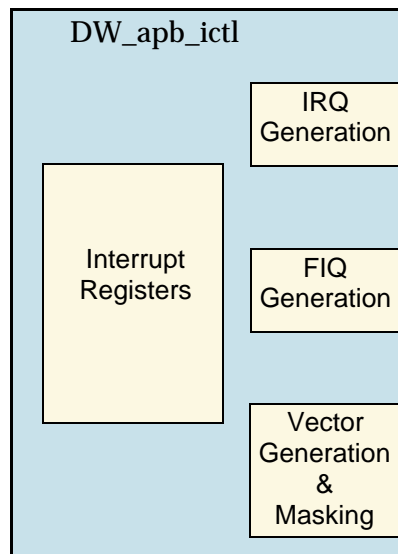 DW_apb_ictl
IRQ
Generation
Interrupt
Registers
FIQ
Generation
Vector
Generation
&
Masking